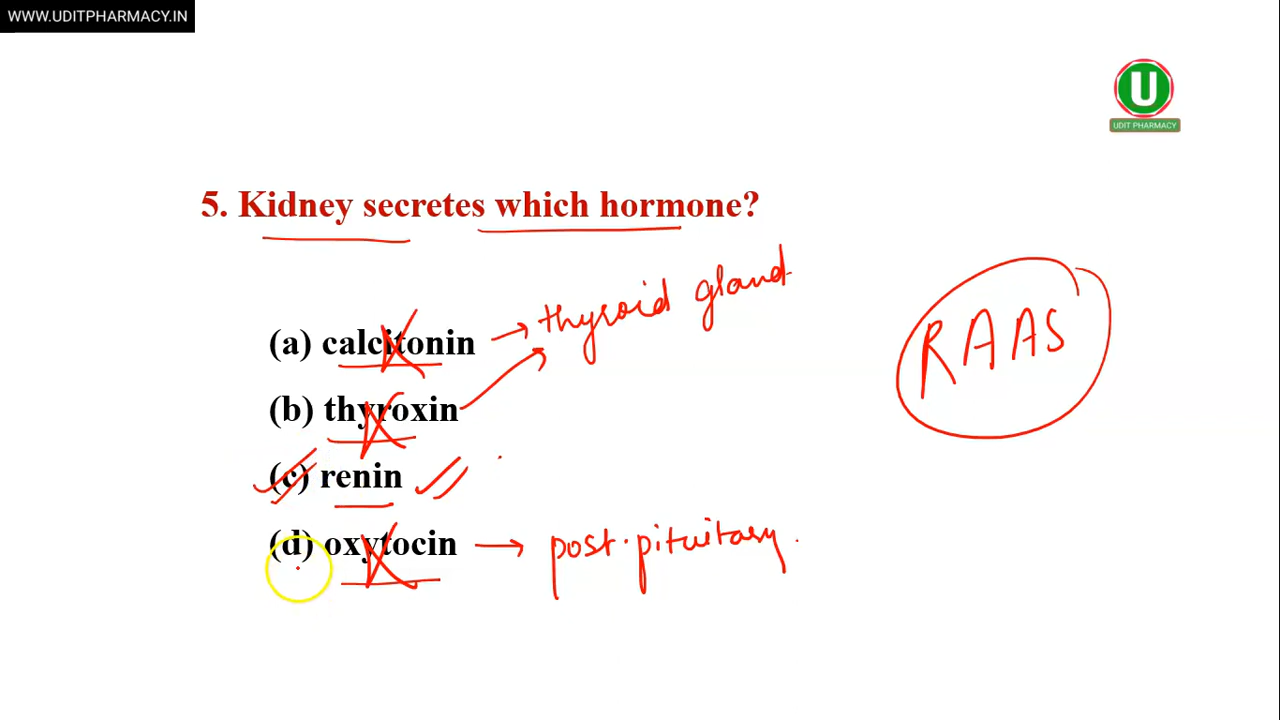 WWW.UDITPHARMACY.IN
U
UDIT PHARMACY
5. Kidney secretes which hormone?
(a) calcitonin → thyroid gland
(b) thyroxin
(c) renin
(d) oxytocin → post. pituitary.
RAAS